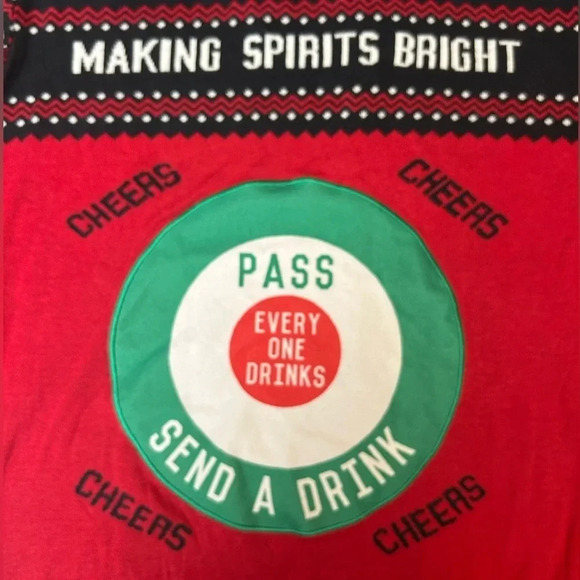 MAKING SPIRITS BRIGHT
CHEERS
CHEERS
PASS
EVERY
ONE
DRINKS
SEND A DRINK
CHEERS
CHEERS